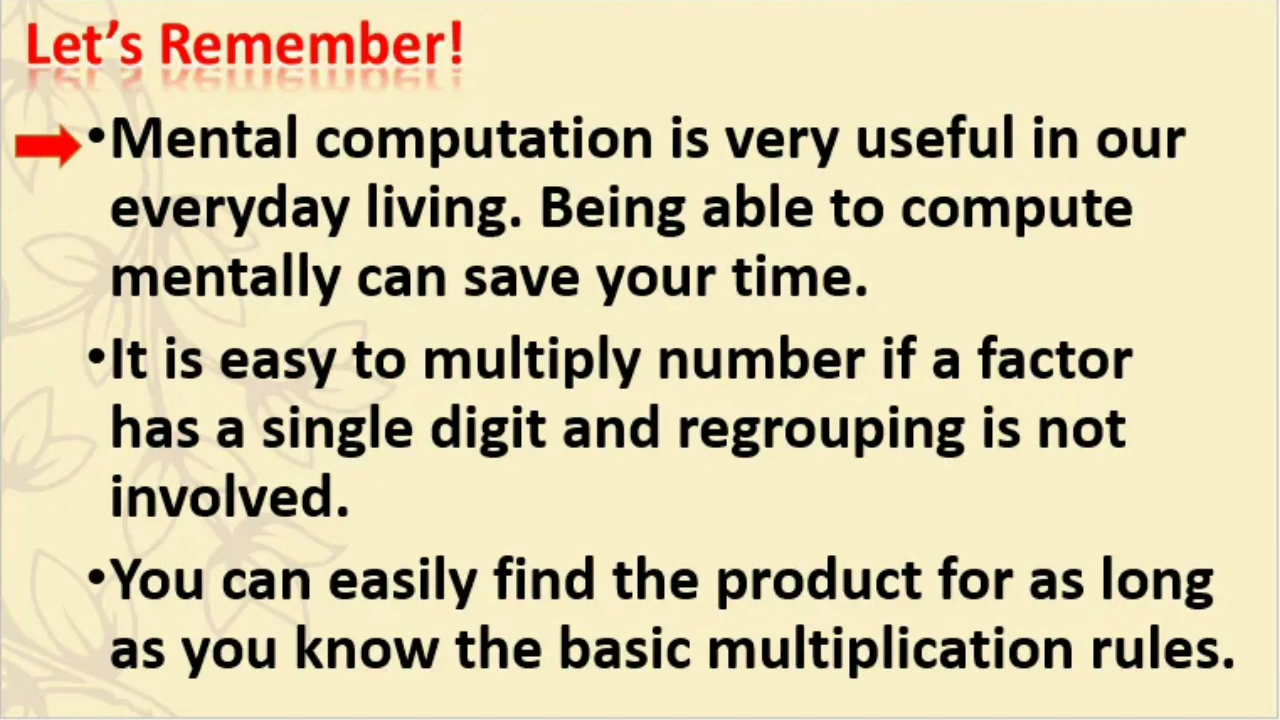 Let's Remember!
•Mental computation is very useful in our
everyday living. Being able to compute
mentally can save your time.
•It is easy to multiply number if a factor
has a single digit and regrouping is not
involved.
•You can easily find the product for as long
as you know the basic multiplication rules.